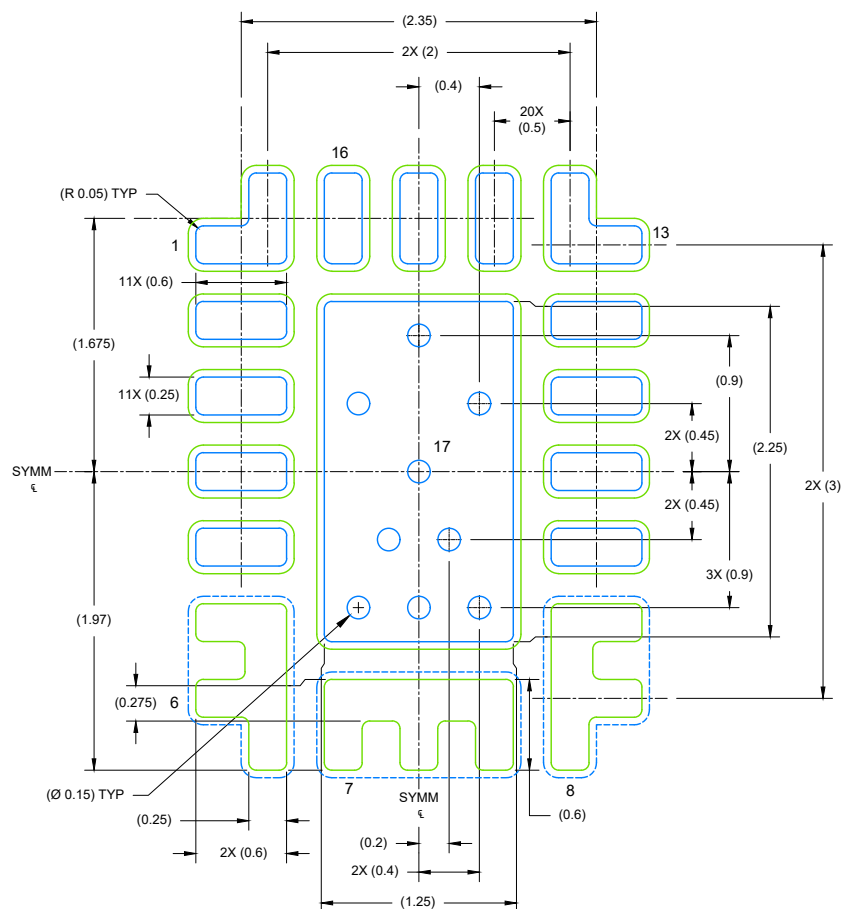 (2.35)
2X (2)
(0.4)
20X
(0.5)
16
(R 0.05) TYP
1
13
11X (0.6)
(1.675)
(0.9)
11X (0.25)
2X (0.45)
17
(2.25)
SYMM
℄
2X (3)
2X (0.45)
3X (0.9)
(1.97)
6
(0.275)
7
8
(Ø 0.15) TYP
SYMM
℄
(0.6)
(0.25)
(0.2)
2X (0.6)
2X (0.4)
(1.25)